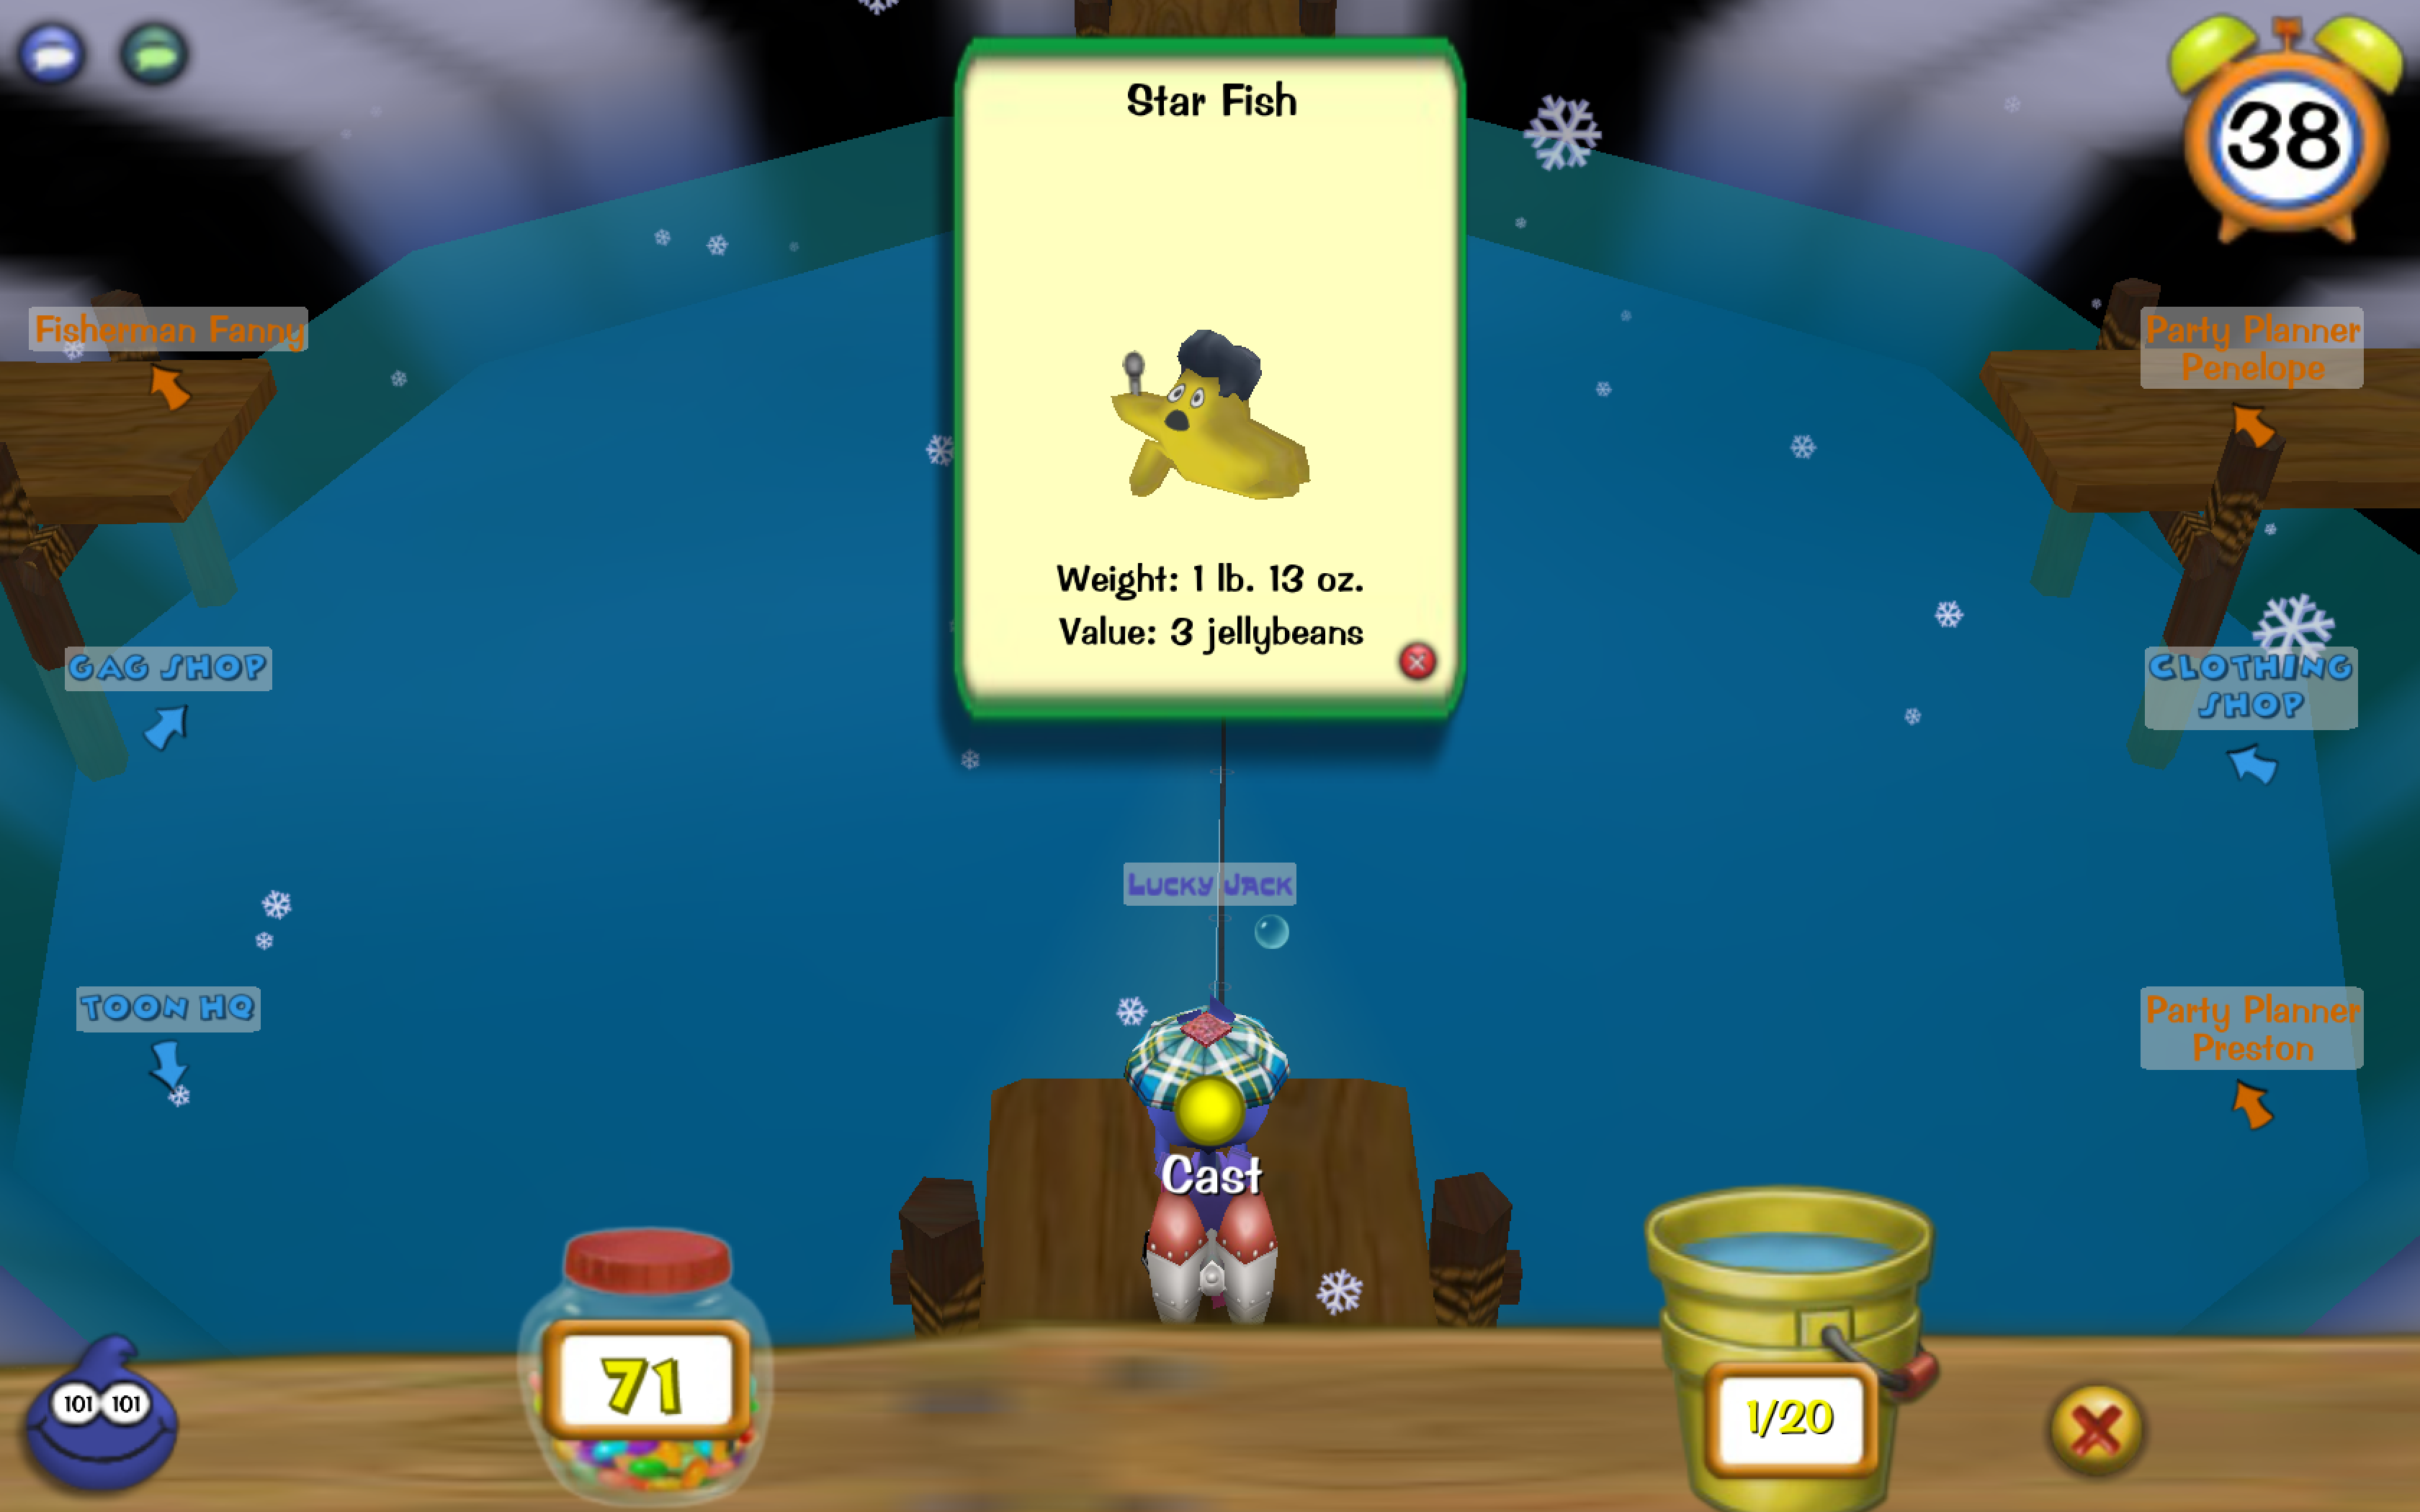 Star Fish
38
Fisherman Fanny
Party Planner
Penelope
Weight: 1 lb. 13 oz.
Value: 3 jellybeans
GAG SHOP
CLOTHING
SHOP
LUCKY JACK
TOON HQ
Party Planner
Preston
Cast
101 101
71
1/20